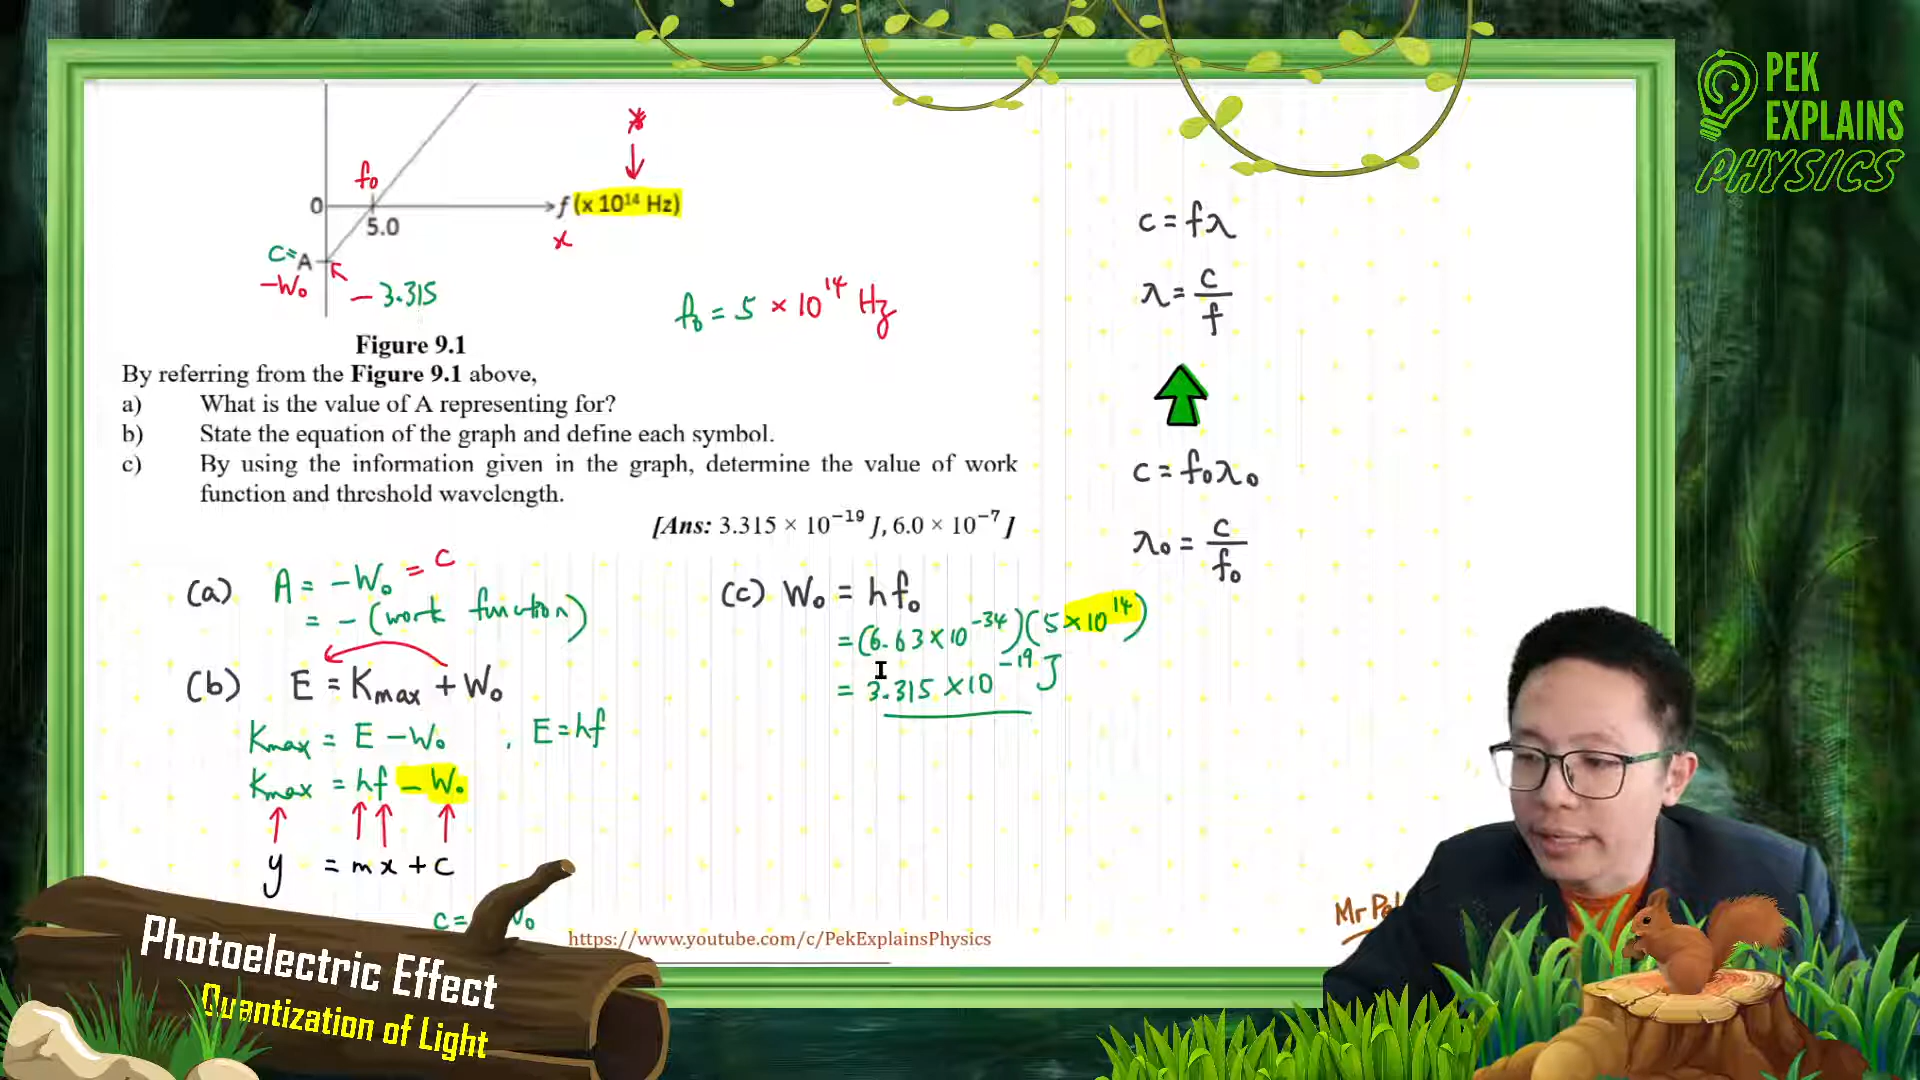 PEK
EXPLAINS
PHYSICS
f₀
0
5.0
f (x 10¹⁴ Hz)
x
c=A
-W₀
- 3.315
f₀ = 5 × 10¹⁴ Hz
Figure 9.1
By referring from the Figure 9.1 above,
a) What is the value of A representing for?
b) State the equation of the graph and define each symbol.
c) By using the information given in the graph, determine the value of work
function and threshold wavelength.
[Ans: 3.315 × 10⁻¹⁹ J, 6.0 × 10⁻⁷]
(a) A = -W₀ = c
= - (work function)
(b) E = Kmax + W₀
Kmax = E - W₀ , E = hf
Kmax = hf - W₀
y = mx + c
c =
(c) W₀ = hf₀
= (6.63 × 10⁻³⁴)(5 × 10¹⁴)
= 3.315 × 10⁻¹⁹ J
c = fλ
λ = c/f
c = f₀λ₀
λ₀ = c/f₀
https://www.youtube.com/c/PekExplainsPhysics
Photoelectric Effect
Quantization of Light